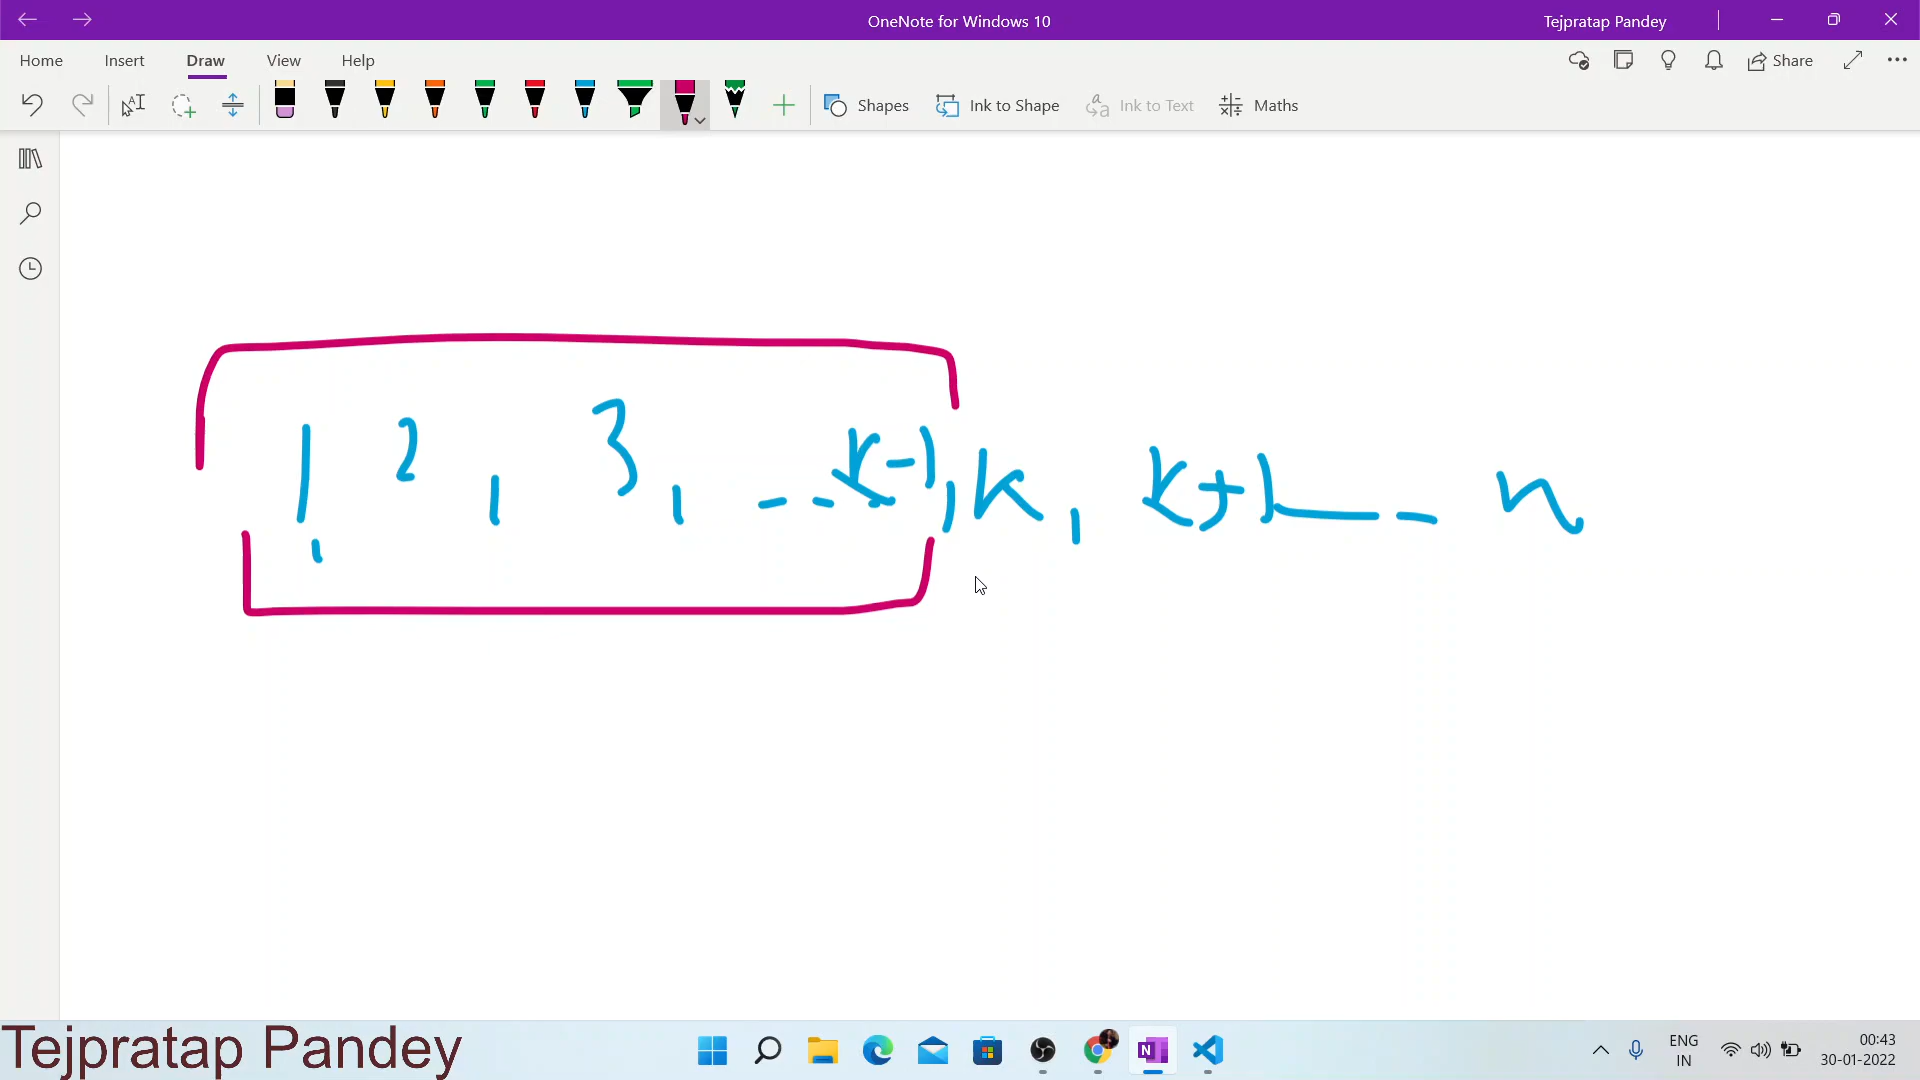 OneNote for Windows 10
Tejpratap Pandey
Home Insert Draw View Help
Share
Shapes Ink to Shape Ink to Text Maths
1, 2, 3, -- k-1, k, k+1 -- n
Tejpratap Pandey
ENG
IN
00:43
30-01-2022